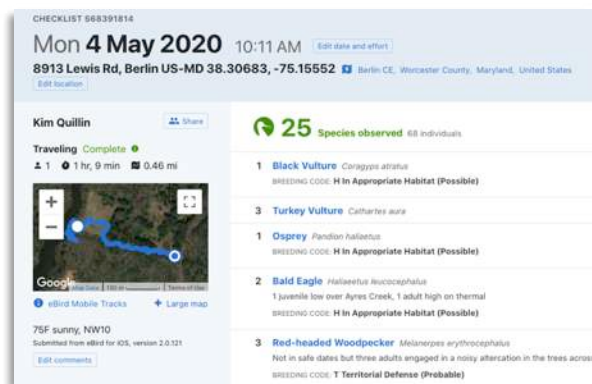 CHECKLIST S68391814
Mon 4 May 2020 10:11 AM Edit date and effort
8913 Lewis Rd, Berlin US-MD 38.30683, -75.15552 Berlin CE, Worcester County, Maryland, United States
Edit location
Kim Quillin Share
Traveling Complete
1 1 hr, 9 min 0.46 mi
+
−
Google Map Data 100 m Terms of Use
eBird Mobile Tracks + Large map
75F sunny, NW10
Submitted from eBird for iOS, version 2.0.121
Edit comments
25 Species observed 68 individuals
1 Black Vulture Coragyps atratus
BREEDING CODE: H In Appropriate Habitat (Possible)
3 Turkey Vulture Cathartes aura
1 Osprey Pandion haliaetus
BREEDING CODE: H In Appropriate Habitat (Possible)
2 Bald Eagle Haliaeetus leucocephalus
1 juvenile low over Ayres Creek, 1 adult high on thermal
BREEDING CODE: H In Appropriate Habitat (Possible)
3 Red-headed Woodpecker Melanerpes erythrocephalus
Not in safe dates but three adults engaged in a noisy altercation in the trees across
BREEDING CODE: T Territorial Defense (Probable)